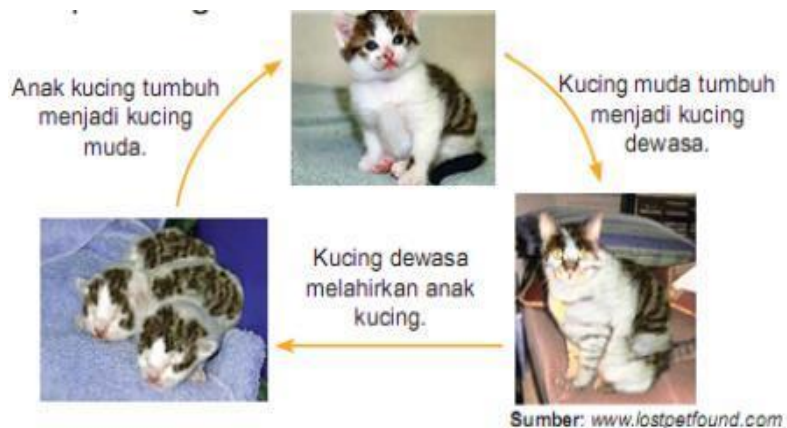 Anak kucing tumbuh
menjadi kucing
muda.
Kucing muda tumbuh
menjadi kucing
dewasa.
Kucing dewasa
melahirkan anak
kucing.
Sumber: www.lostpetfound.com